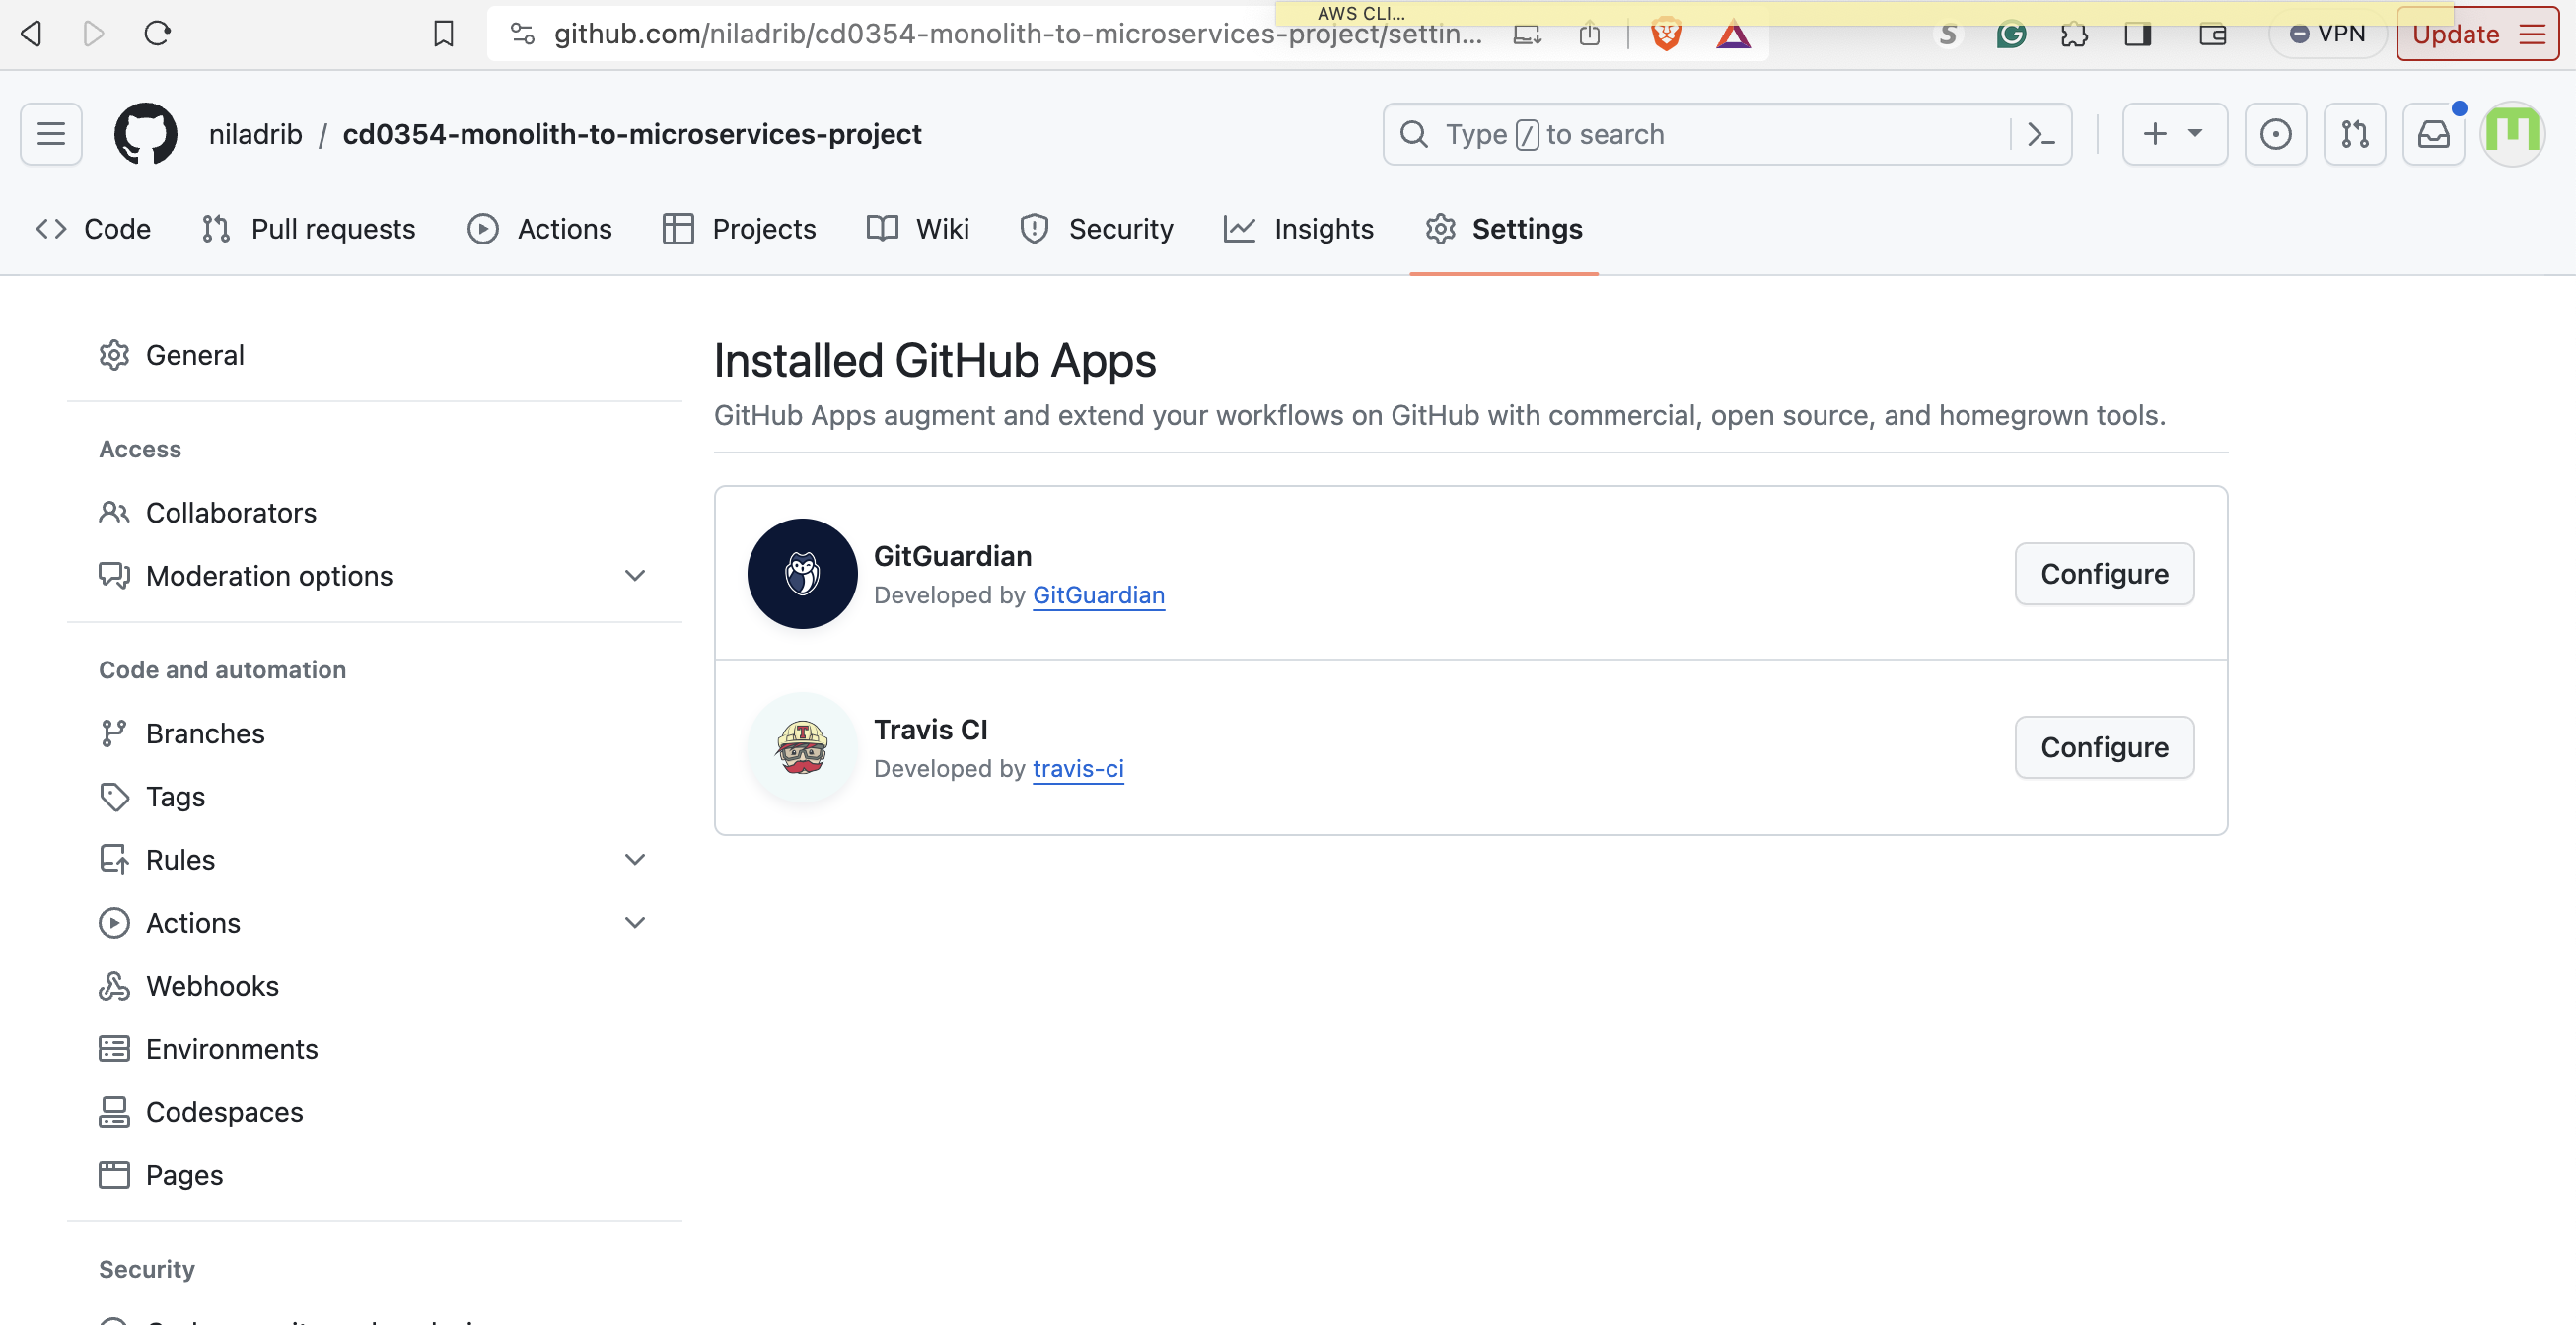 AWS CLI...
github.com/niladrib/cd0354-monolith-to-microservices-project/settin...
VPN
Update
niladrib / cd0354-monolith-to-microservices-project
Type / to search
Code
Pull requests
Actions
Projects
Wiki
Security
Insights
Settings
General
Access
Collaborators
Moderation options
Code and automation
Branches
Tags
Rules
Actions
Webhooks
Environments
Codespaces
Pages
Security
Installed GitHub Apps
GitHub Apps augment and extend your workflows on GitHub with commercial, open source, and homegrown tools.
GitGuardian
Developed by GitGuardian
Configure
Travis CI
Developed by travis-ci
Configure